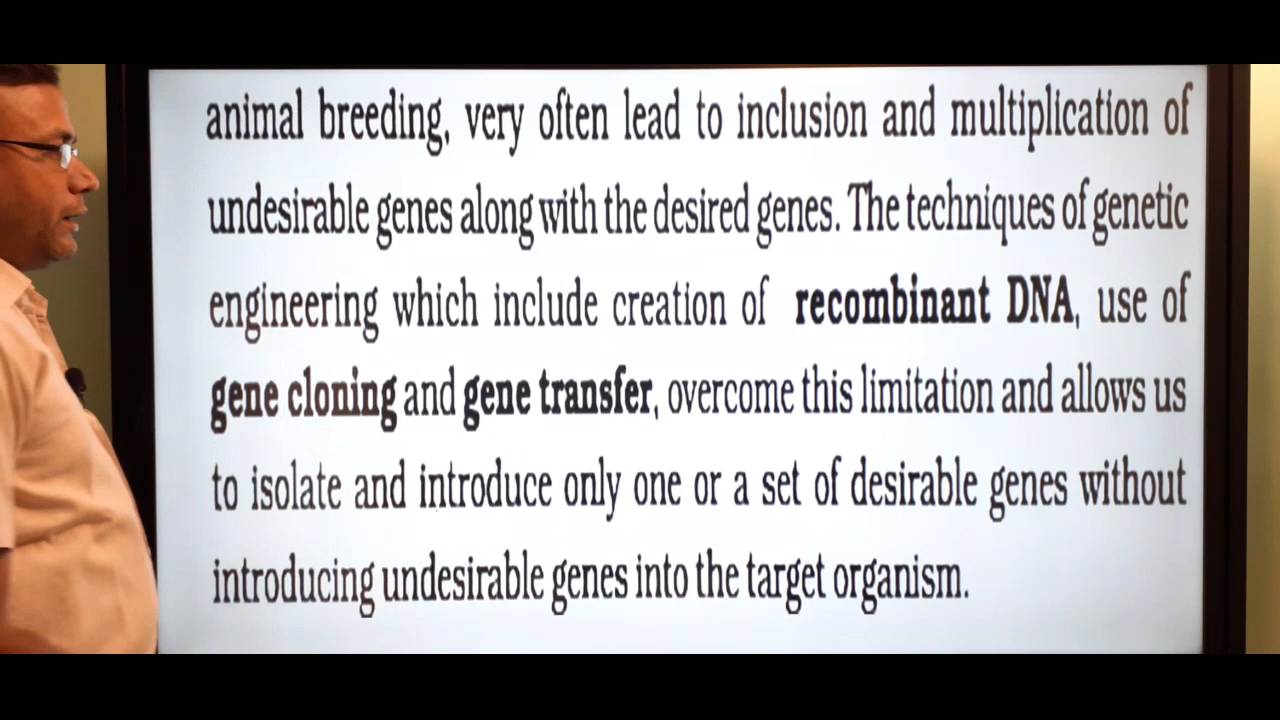 animal breeding, very often lead to inclusion and multiplication of
undesirable genes along with the desired genes. The techniques of genetic
engineering which include creation of recombinant DNA, use of
gene cloning and gene transfer, overcome this limitation and allows us
to isolate and introduce only one or a set of desirable genes without
introducing undesirable genes into the target organism.